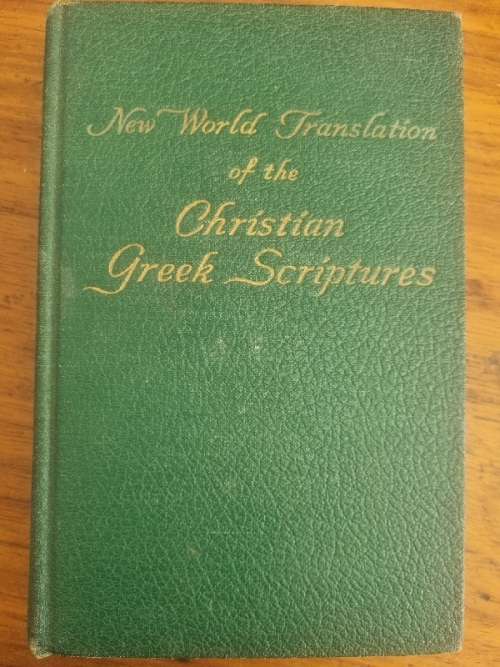 New World Translation
of the
Christian
Greek Scriptures